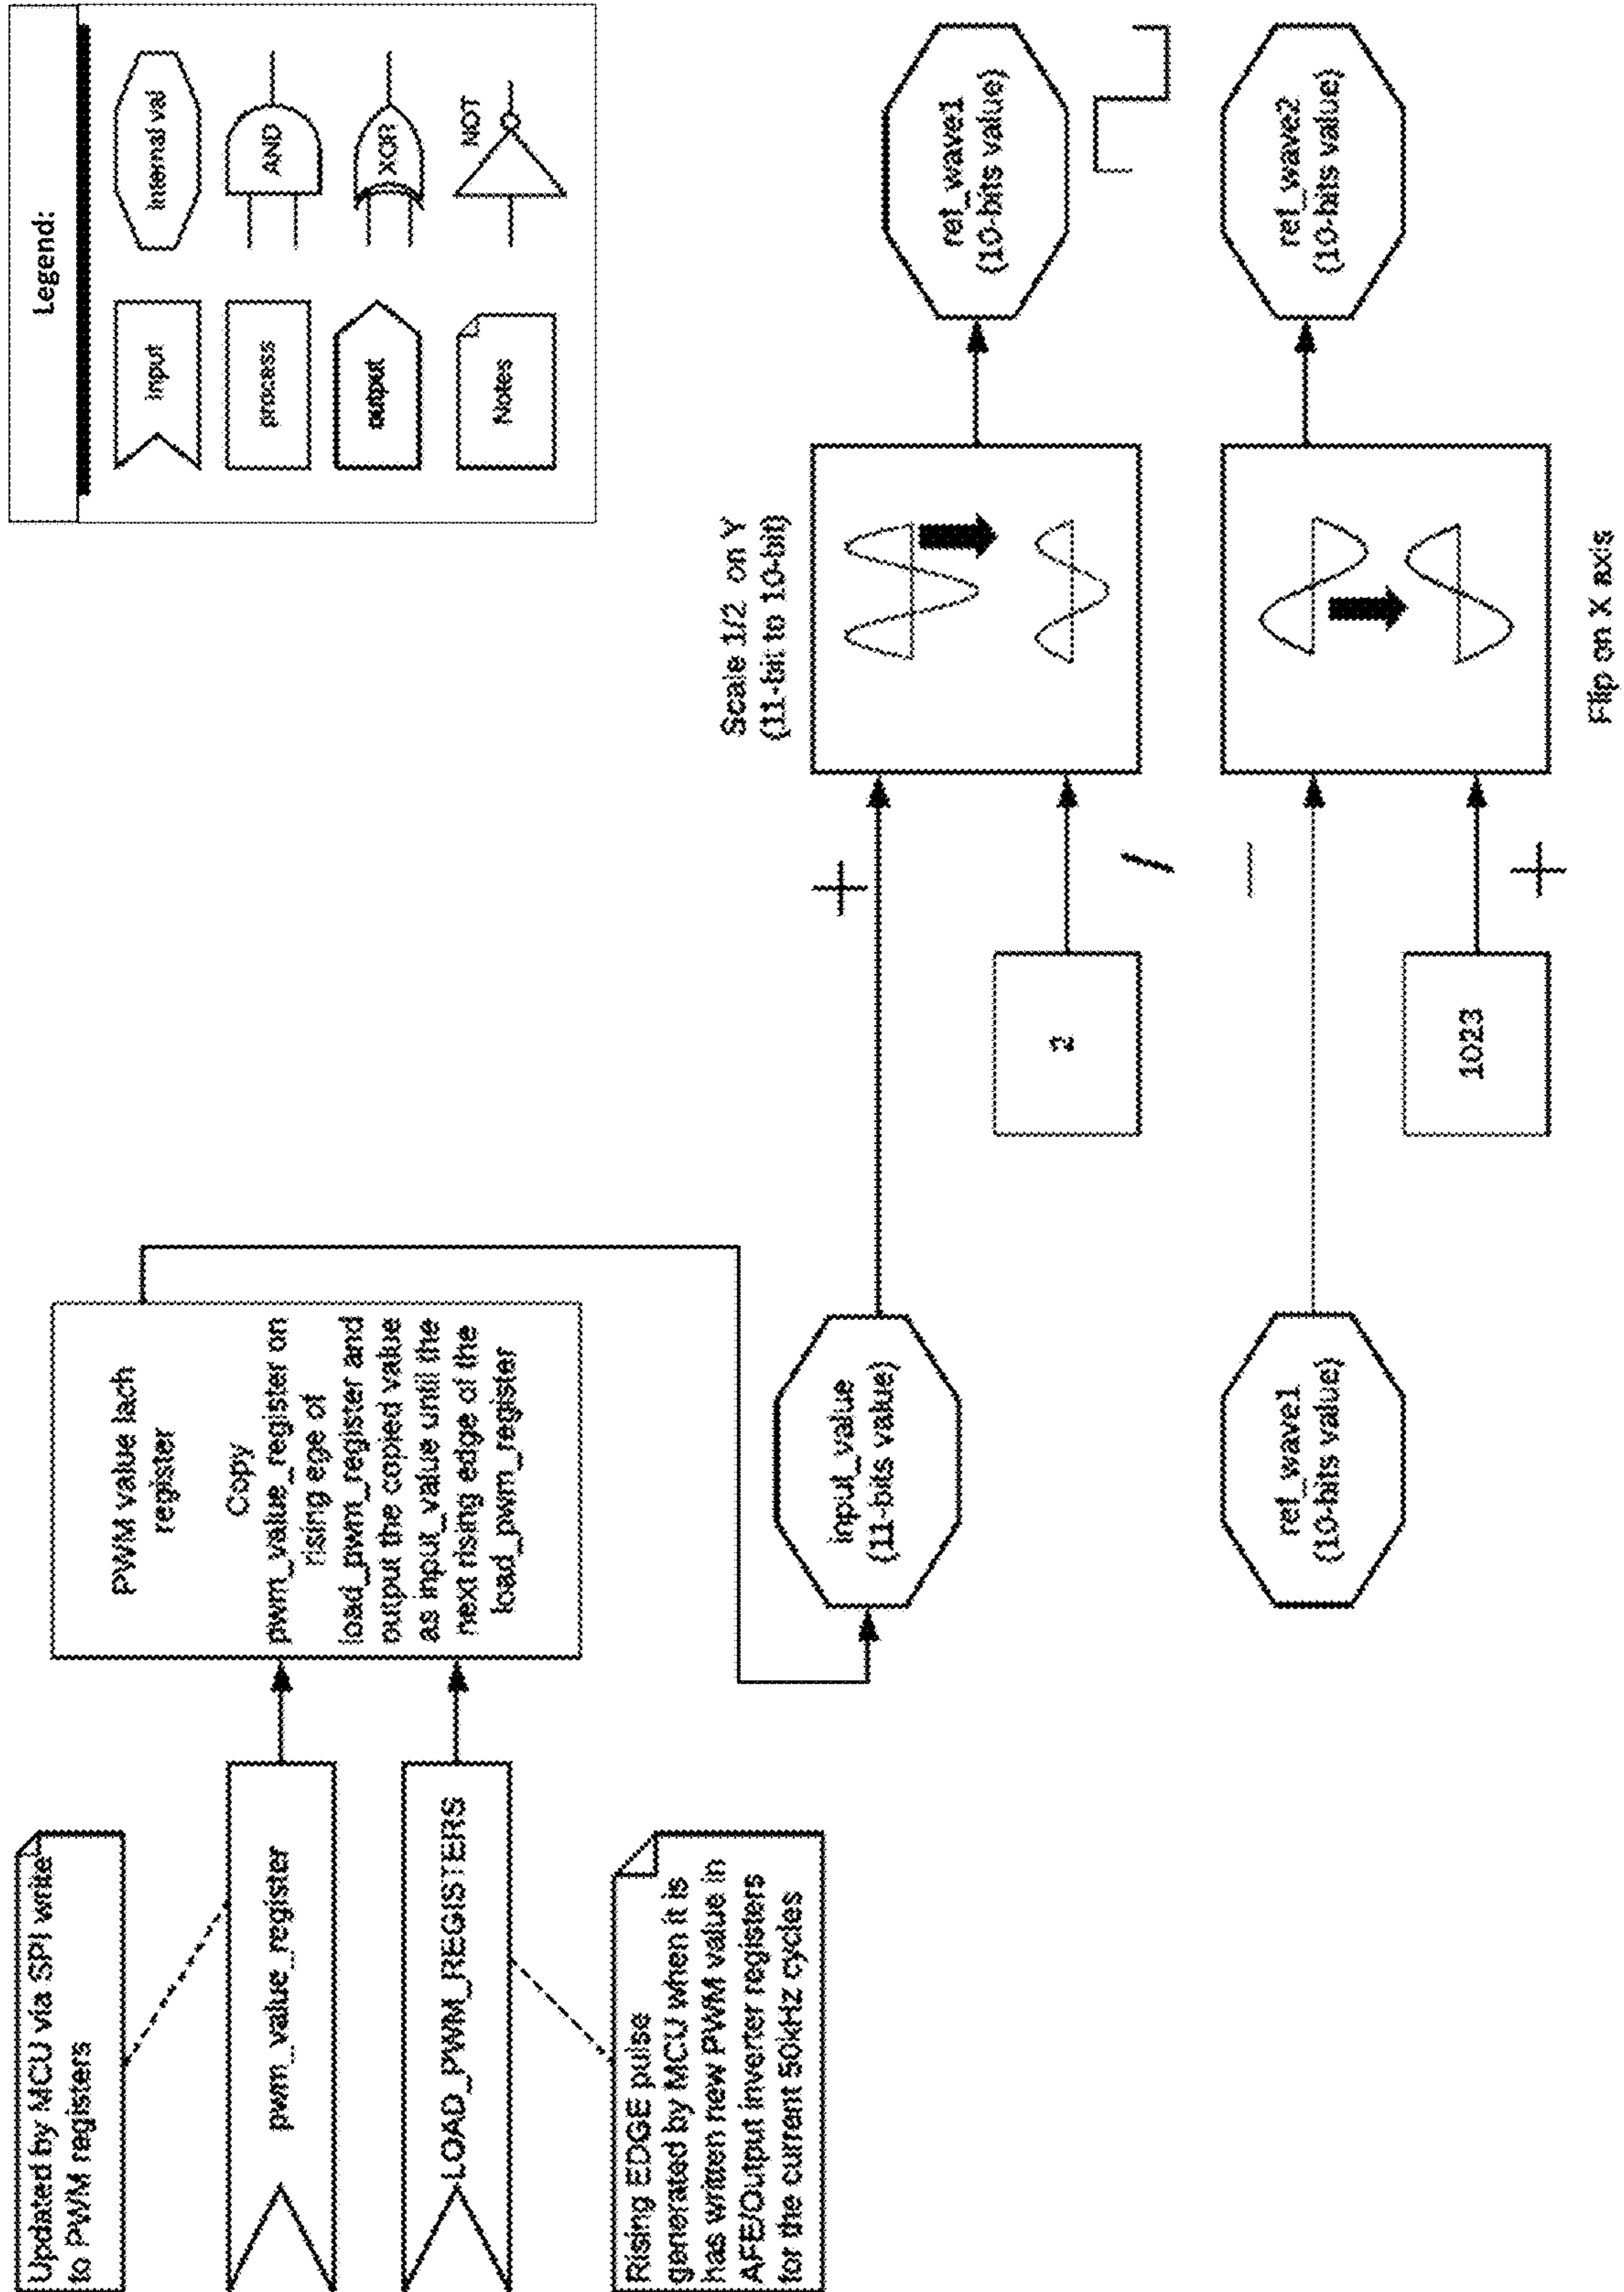 Legend:
input
Internal val
process
AND
output
XOR
Notes
NOT
Updated by MCU via SPI write
to PWM registers
pwm_value_register
LOAD_PWM_REGISTERS
Rising EDGE pulse
generated by MCU when it is
has written new PWM value in
AFE/Output inverter registers
for the current 50kHz cycles
PWM value lach
register
Copy
pwm_value_register on
rising ege of
load_pwm_register and
output the copied value
as input_value until the
next rising edge of the
load_pwm_register
input_value
(11-bits value)
+
2
/
Scale 1/2 on Y
(11-bit to 10-bit)
ref_wave1
(10-bits value)
ref_wave1
(10-bits value)
–
1023
+
Flip on X axis
ref_wave2
(10-bits value)